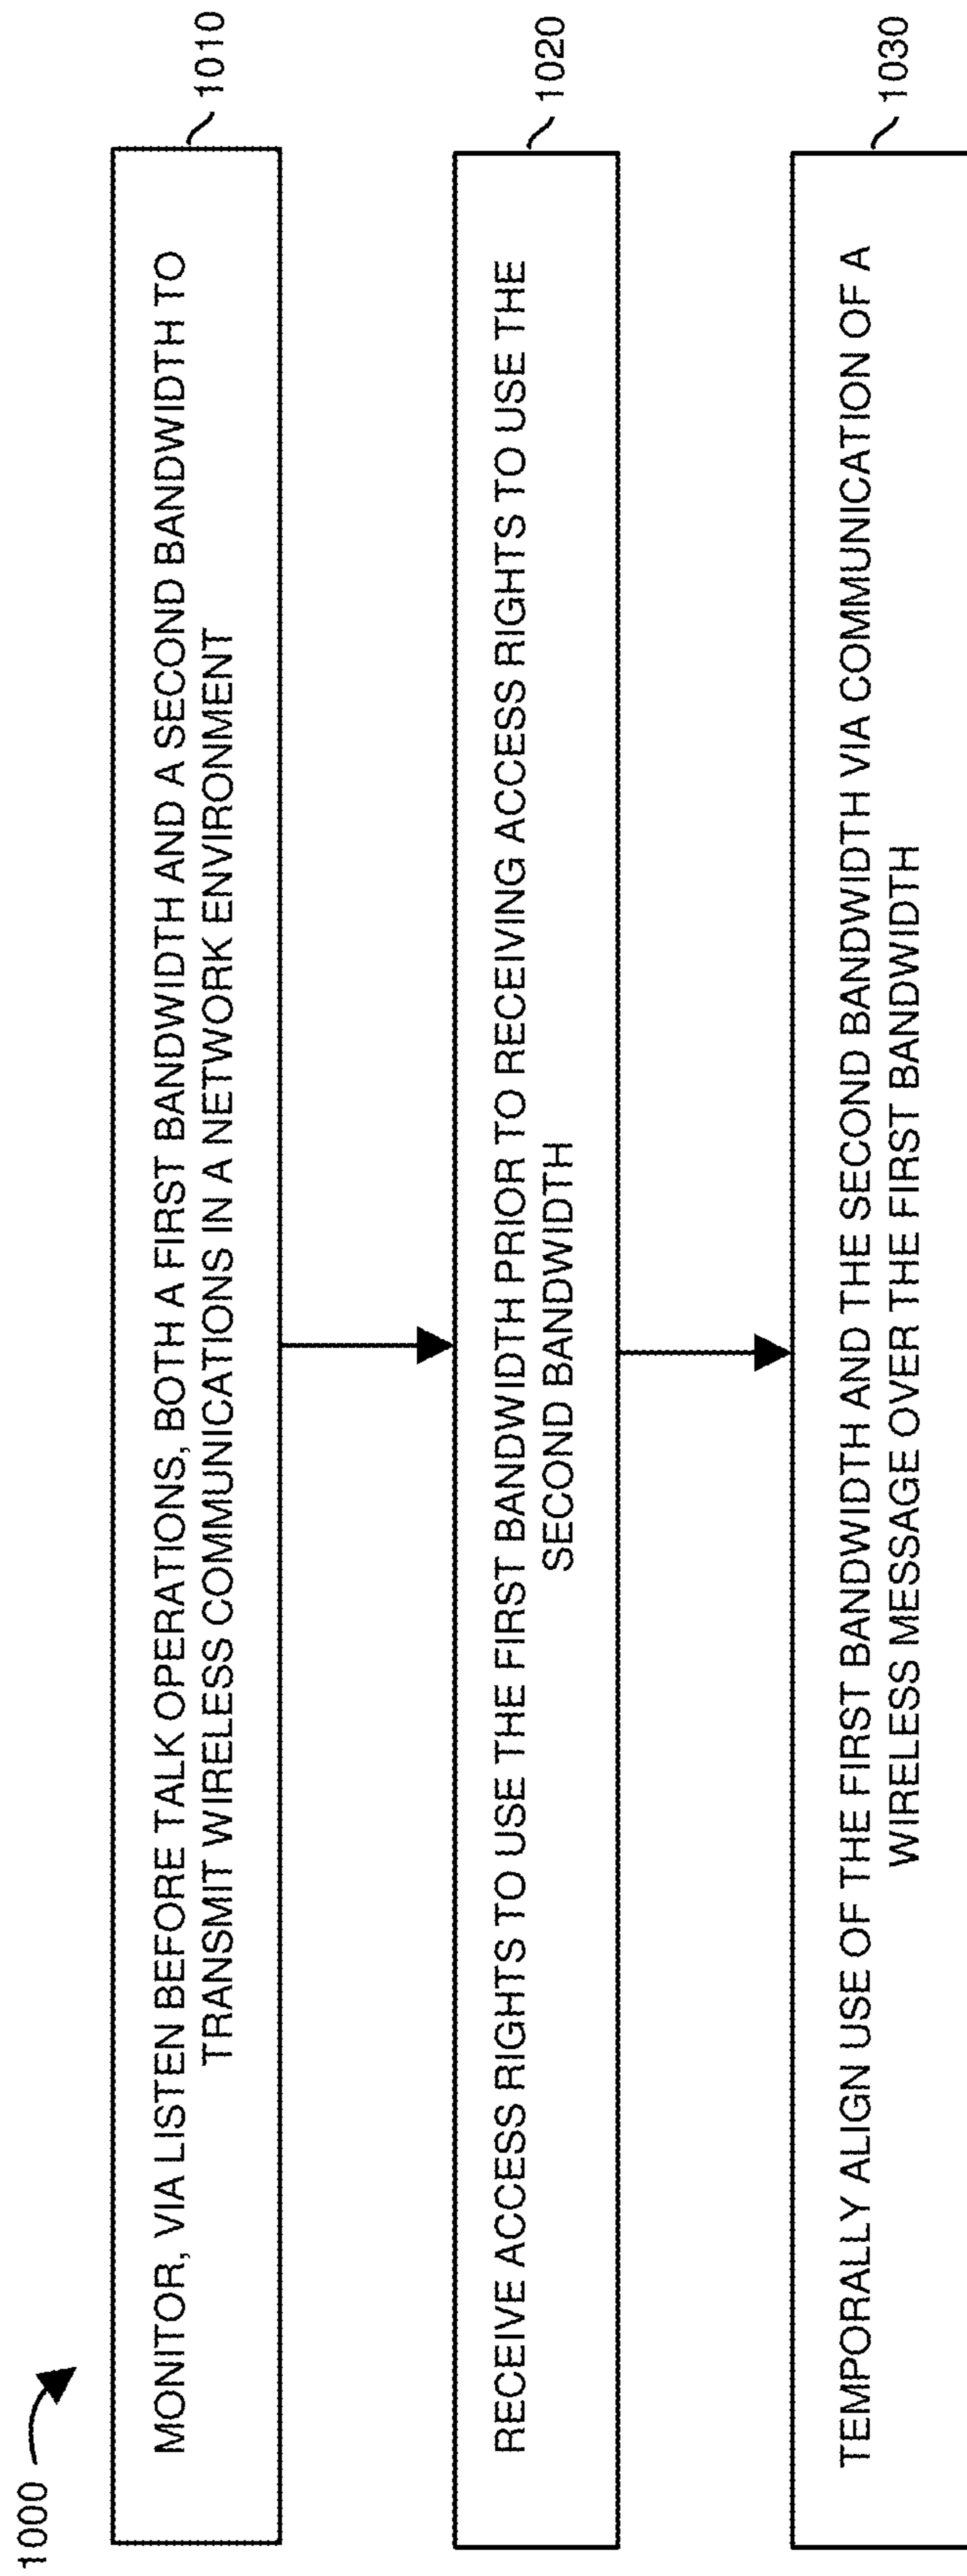 1000
MONITOR, VIA LISTEN BEFORE TALK OPERATIONS, BOTH A FIRST BANDWIDTH AND A SECOND BANDWIDTH TO
TRANSMIT WIRELESS COMMUNICATIONS IN A NETWORK ENVIRONMENT
1010
RECEIVE ACCESS RIGHTS TO USE THE FIRST BANDWIDTH PRIOR TO RECEIVING ACCESS RIGHTS TO USE THE
SECOND BANDWIDTH
1020
TEMPORALLY ALIGN USE OF THE FIRST BANDWIDTH AND THE SECOND BANDWIDTH VIA COMMUNICATION OF A
WIRELESS MESSAGE OVER THE FIRST BANDWIDTH
1030